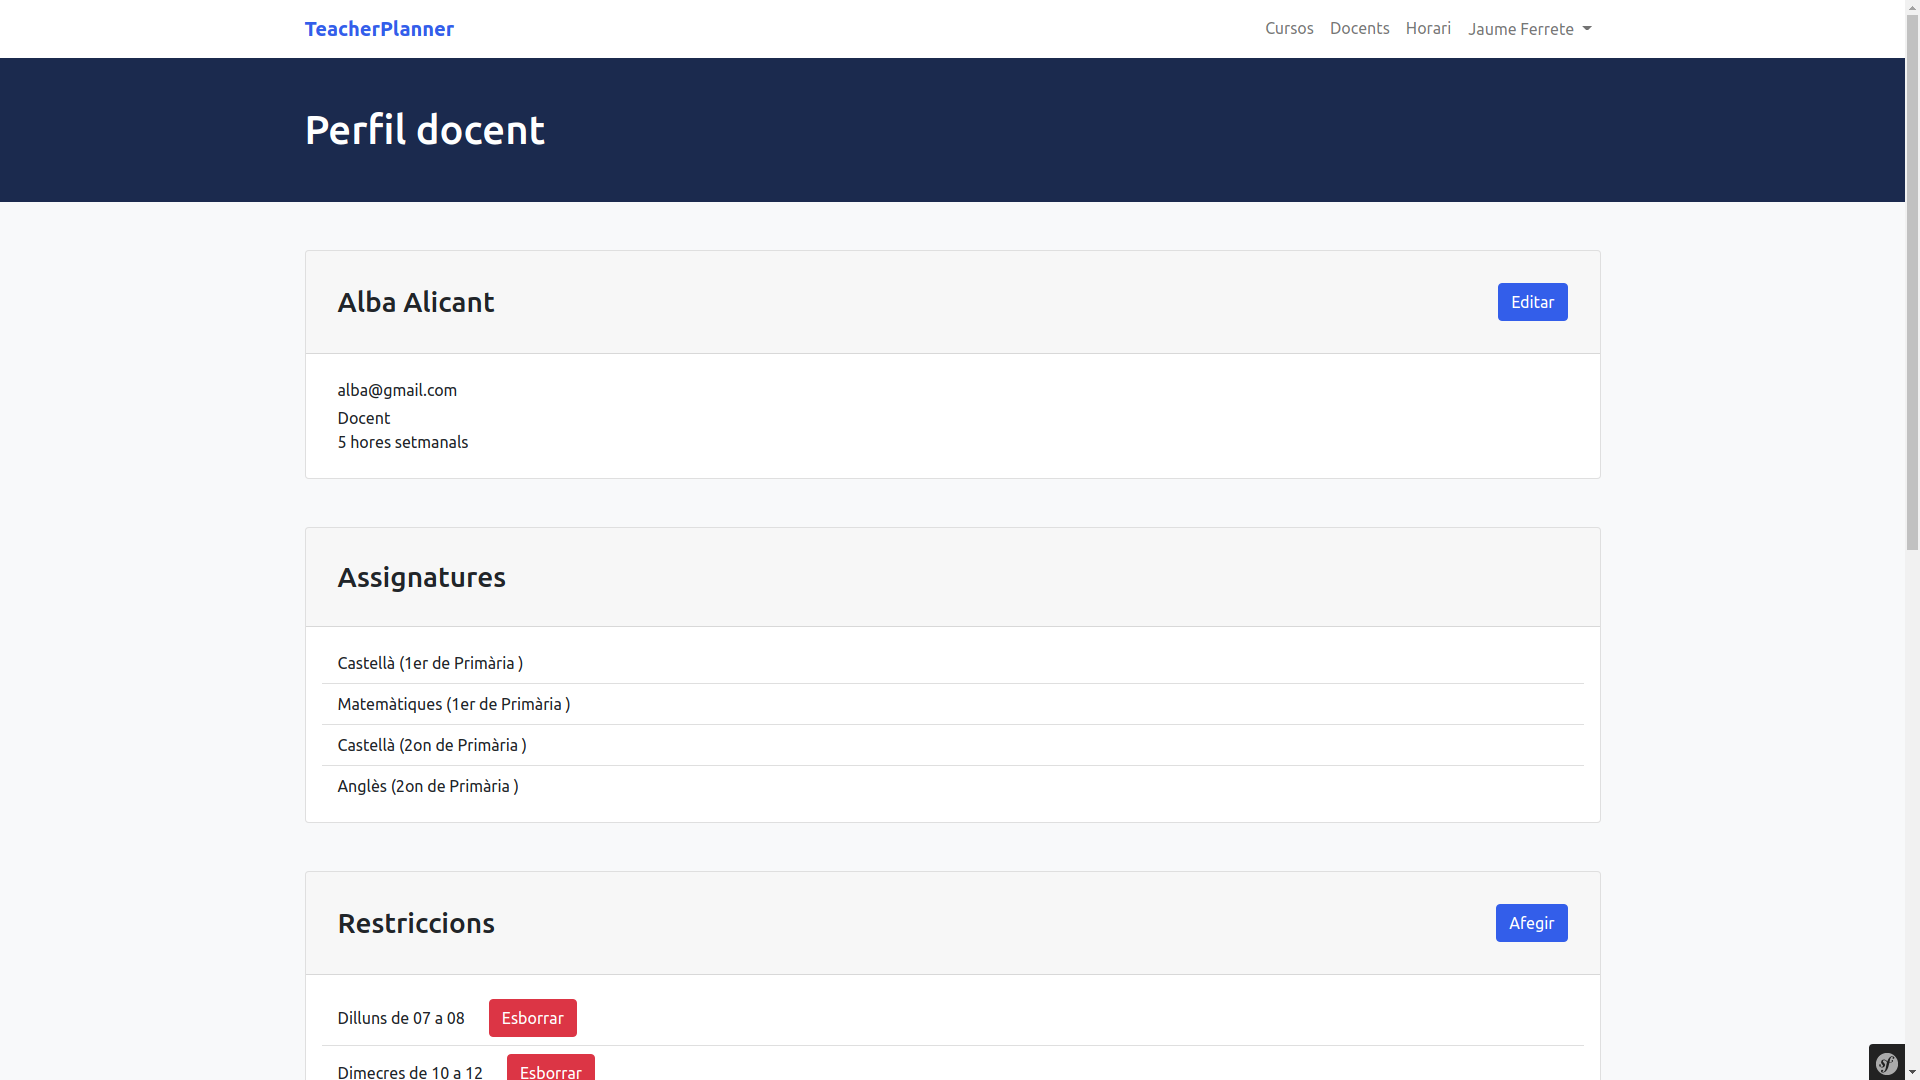 TeacherPlanner
Cursos Docents Horari Jaume Ferrete
Perfil docent
Alba Alicant
Editar
alba@gmail.com
Docent
5 hores setmanals
Assignatures
Castellà (1er de Primària )
Matemàtiques (1er de Primària )
Castellà (2on de Primària )
Anglès (2on de Primària )
Restriccions
Afegir
Dilluns de 07 a 08 Esborrar
Dimecres de 10 a 12 Esborrar
sf